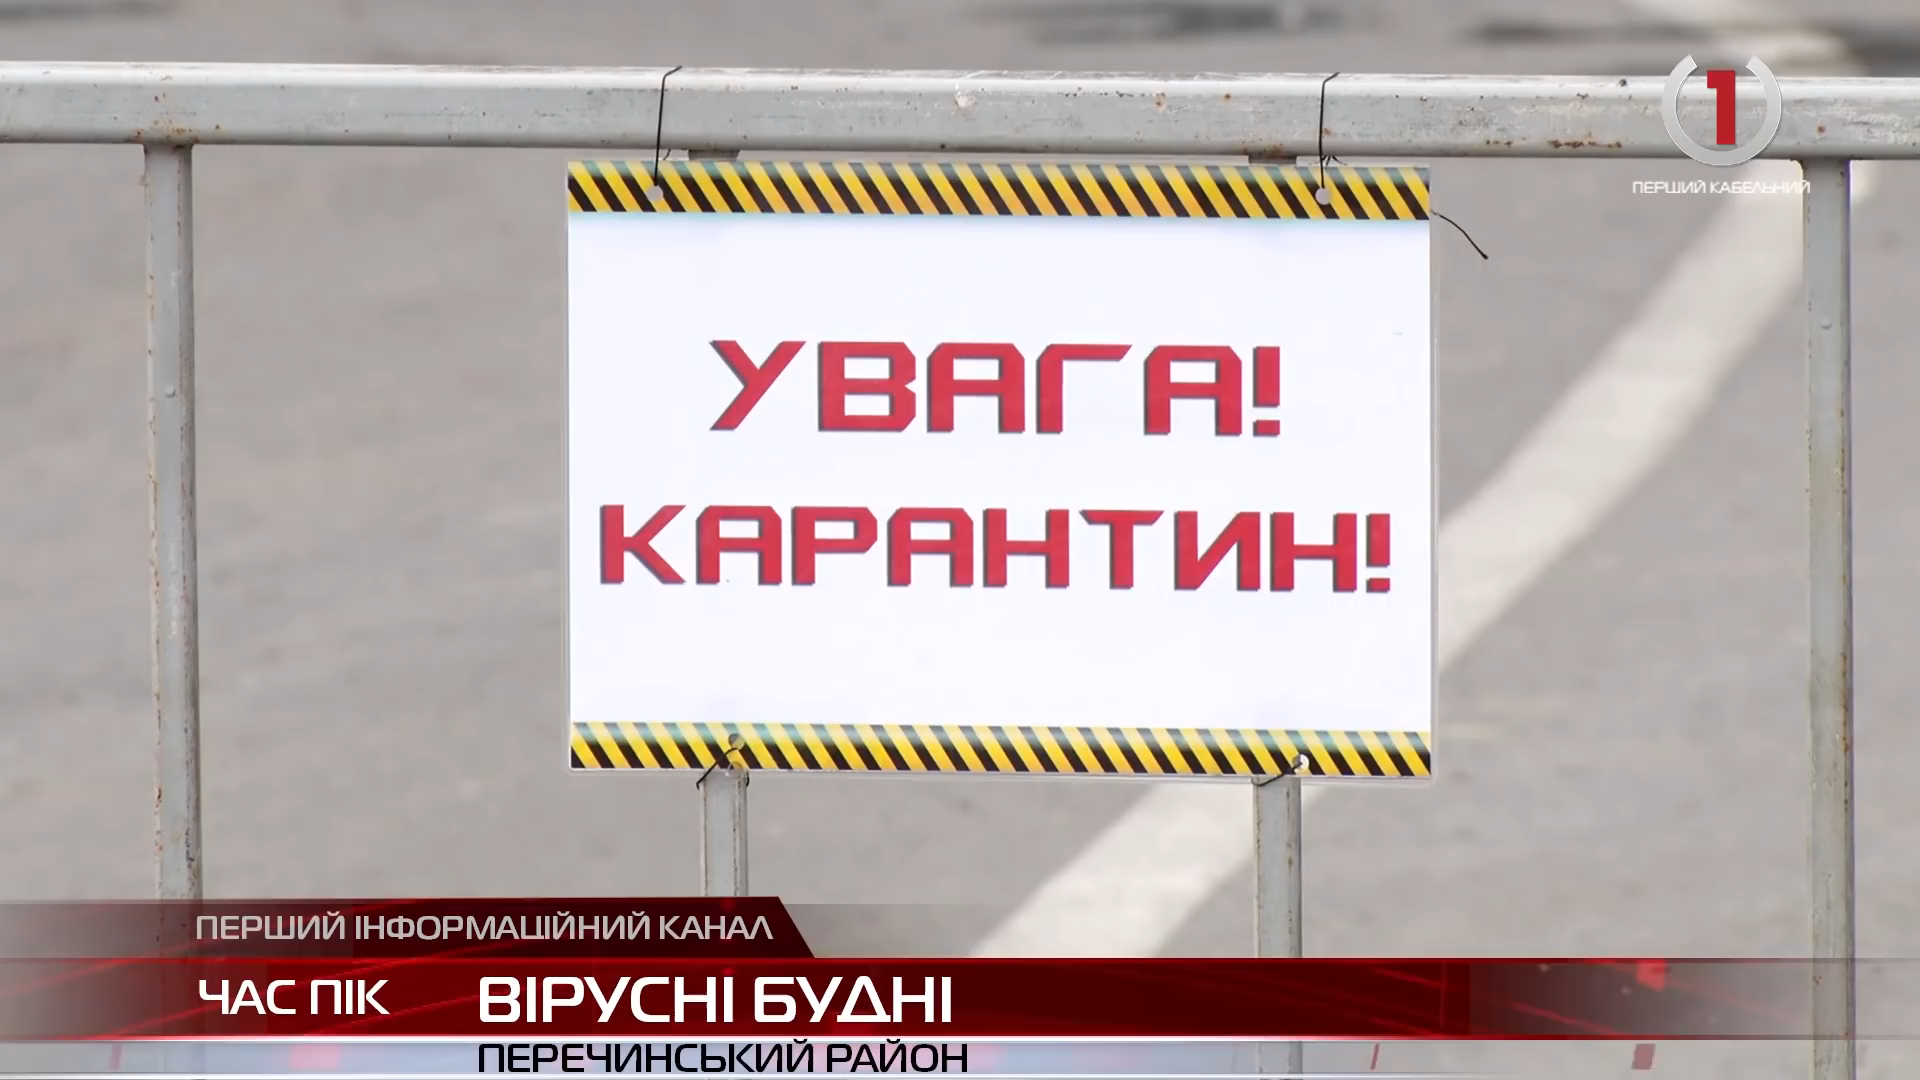 1
ПЕРШИЙ КАБЕЛЬНИЙ
УВАГА!
КАРАНТИН!
ПЕРШИЙ ІНФОРМАЦІЙНИЙ КАНАЛ
ЧАС ПІК
ВІРУСНІ БУДНІ
ПЕРЕЧИНСЬКИЙ РАЙОН